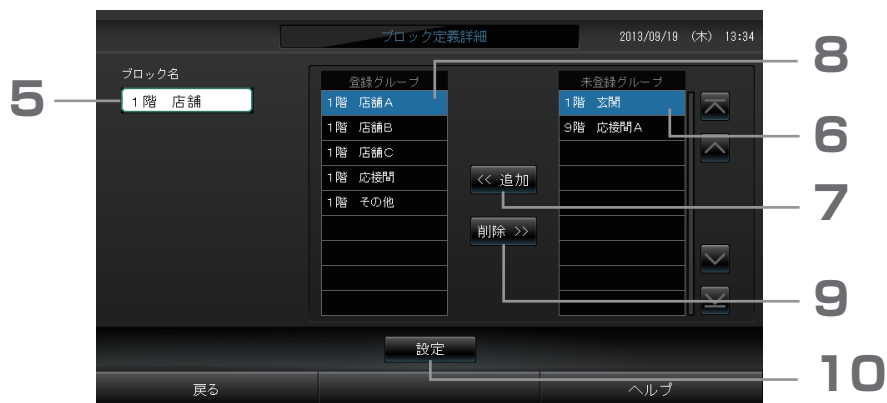 ブロック定義詳細
2013/09/19 (木) 13:34
8
ブロック名
5
1階 店舗
登録グループ
未登録グループ
1階 店舗A
1階 玄関
1階 店舗B
9階 応接間A
6
1階 店舗C
1階 応接間
<< 追加
7
1階 その他
削除 >>
9
設定
10
戻る
ヘルプ